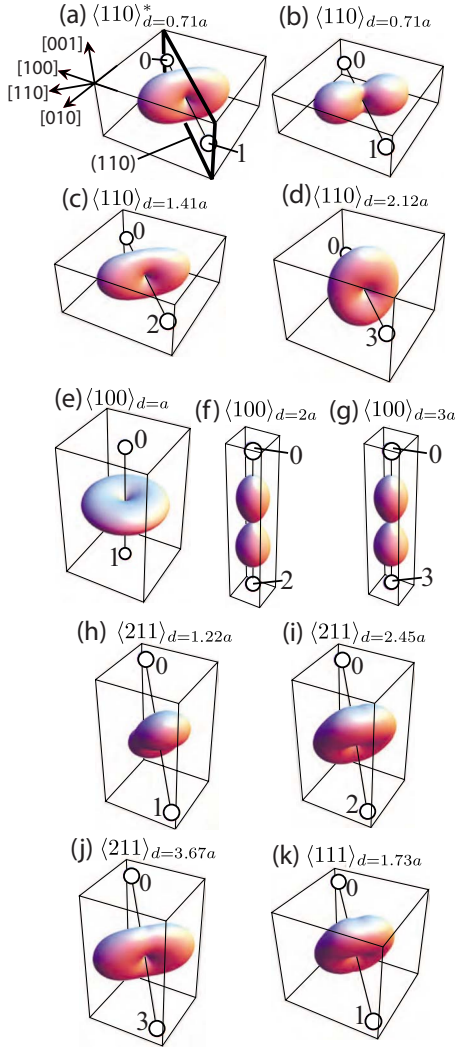 (a) ⟨110⟩*d=0.71a
(b) ⟨110⟩d=0.71a
[001]
[100]
[110]
[010]
0
1
(110)
0
1
(c) ⟨110⟩d=1.41a
(d) ⟨110⟩d=2.12a
0
2
0
3
(e) ⟨100⟩d=a
(f) ⟨100⟩d=2a
(g) ⟨100⟩d=3a
0
1
0
2
0
3
(h) ⟨211⟩d=1.22a
(i) ⟨211⟩d=2.45a
0
1
0
2
(j) ⟨211⟩d=3.67a
(k) ⟨111⟩d=1.73a
0
3
0
1